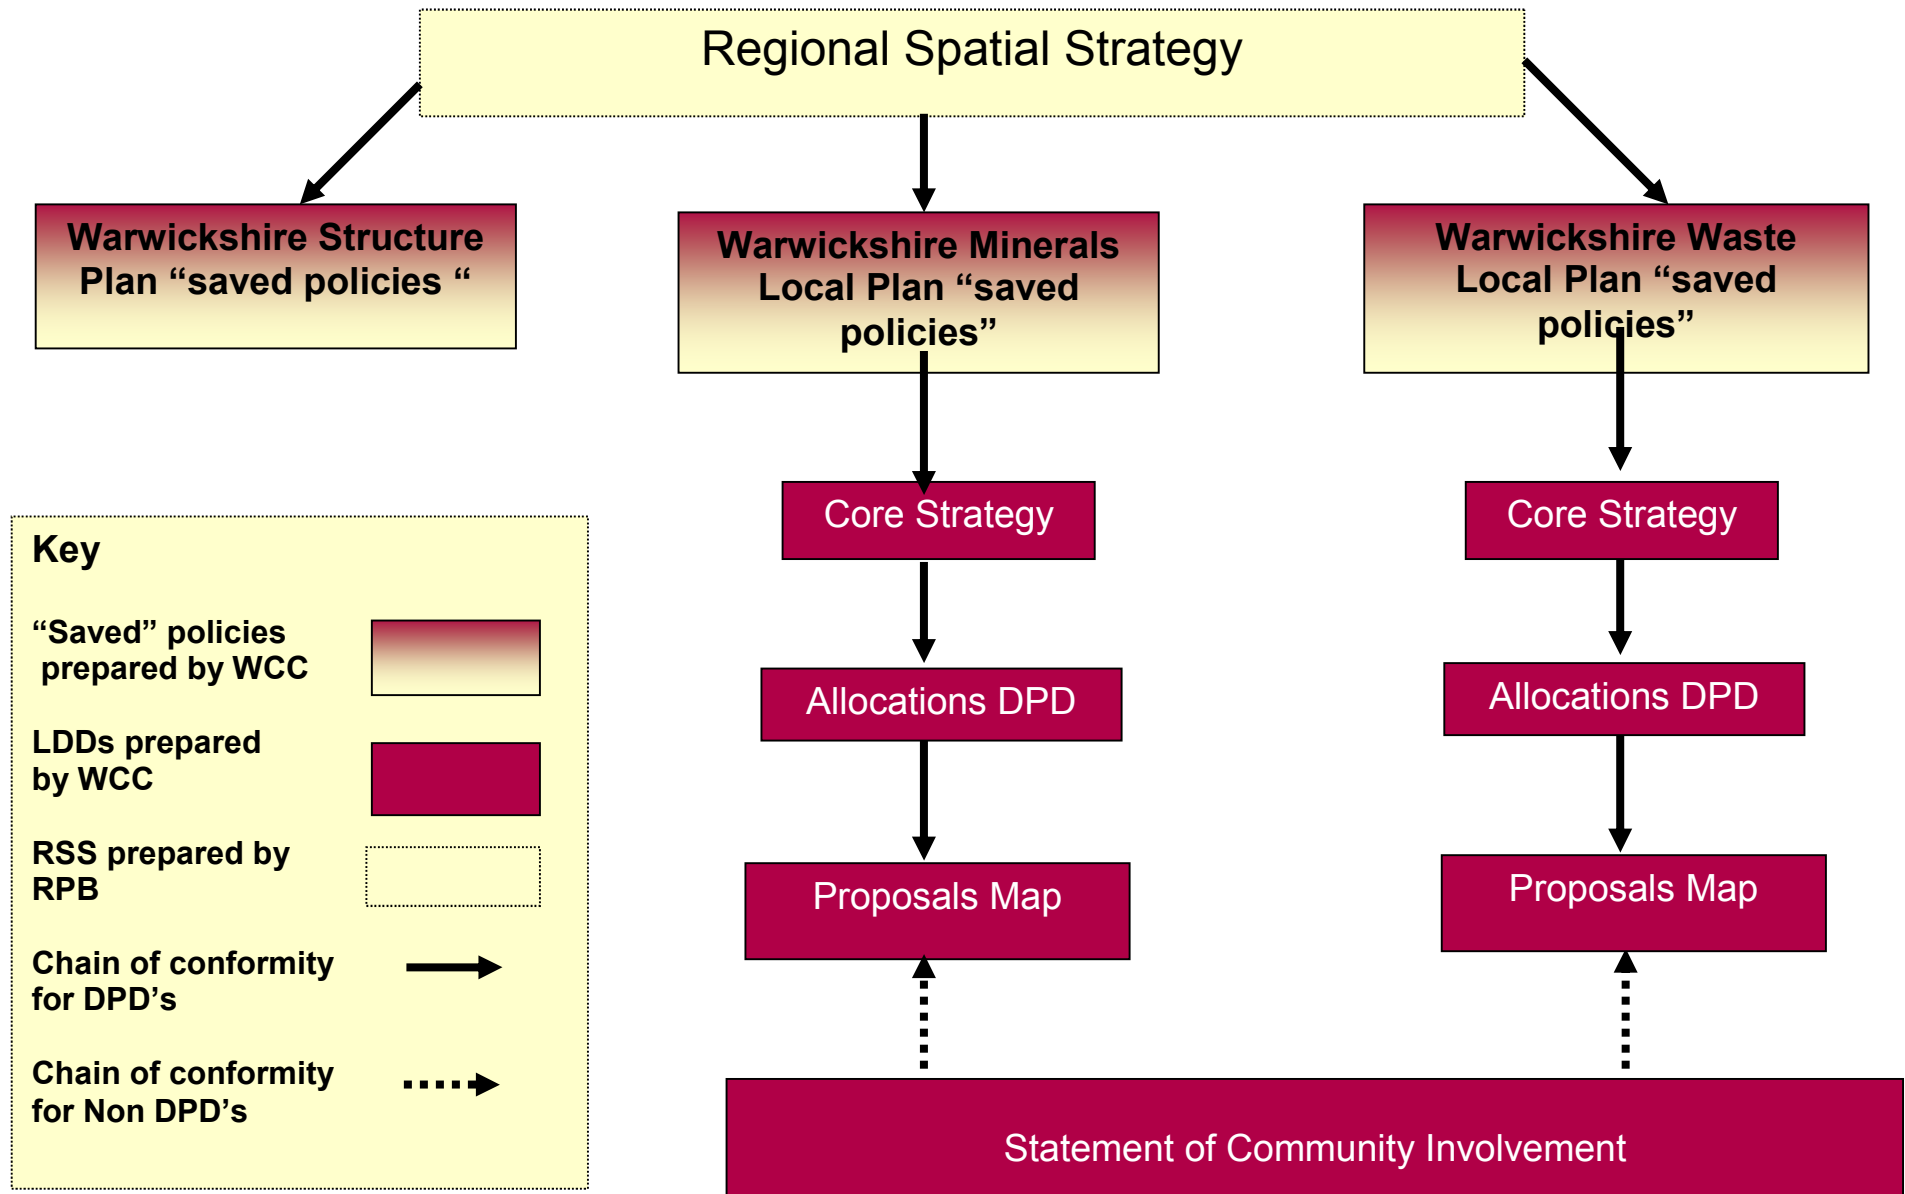 Regional Spatial Strategy
Warwickshire Structure
Plan “saved policies “
Warwickshire Minerals
Local Plan “saved
policies”
Warwickshire Waste
Local Plan “saved
policies”
Core Strategy
Core Strategy
Allocations DPD
Allocations DPD
Proposals Map
Proposals Map
Statement of Community Involvement
Key
“Saved” policies
prepared by WCC
LDDs prepared
by WCC
RSS prepared by
RPB
Chain of conformity
for DPD’s
Chain of conformity
for Non DPD’s